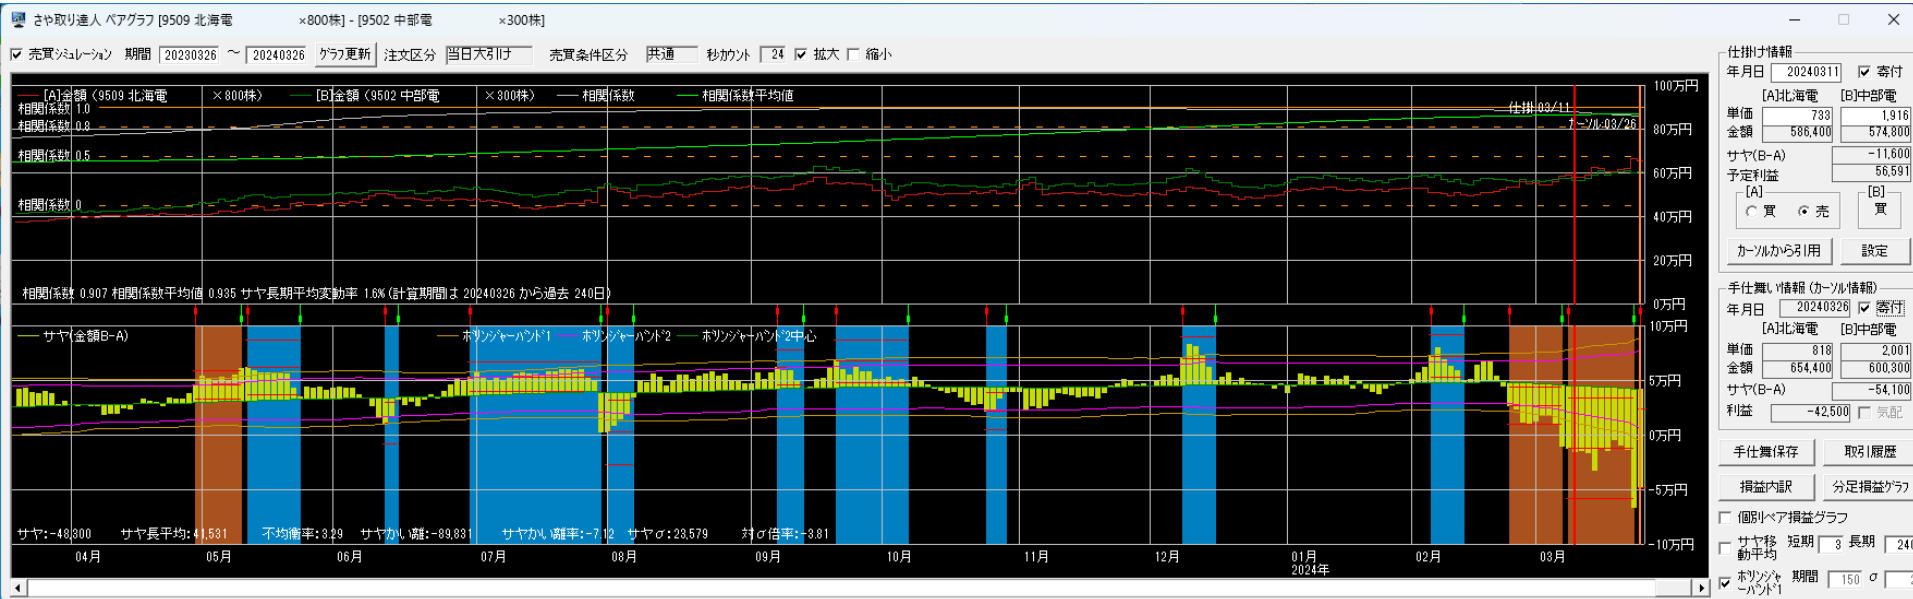 さや取り達人 ペアグラフ [9509 北海電 ×800株] - [9502 中部電 ×300株]
売買シミュレーション 期間 20230326 ～ 20240326 グラフ更新 注文区分 当日大引け 売買条件区分 共通 秒カウント 24 拡大 縮小
[A]金額 (9509 北海電 ×800株) [B]金額 (9502 中部電 ×300株) 相関係数 相関係数平均値
相関係数 1.0
相関係数 0.8
相関係数 0.5
相関係数 0
仕掛:03/11
カーソル:03/26
100万円
80万円
60万円
40万円
20万円
0万円
相関係数 0.907 相関係数平均値 0.935 サヤ長期平均変動率 1.6% (計算期間は 20240326 から過去 240日)
サヤ(金額B-A) ボリンジャーバンド1 ボリンジャーバンド2 ボリンジャーバンド2中心
10万円
5万円
0万円
-5万円
-10万円
サヤ:-48,300 サヤ長平均:41,531 不均衡率:3.29 サヤかい離:-89,831 サヤかい離率:-7.12 サヤσ:23,579 対σ倍率:-3.81
04月 05月 06月 07月 08月 09月 10月 11月 12月 01月 02月 03月
2024年
仕掛け情報
年月日 20240311 寄付
[A]北海電 [B]中部電
単価 733 1,916
金額 586,400 574,800
サヤ(B-A) -11,600
予定利益 56,591
[A] [B]
買 売 買
カーソルから引用 設定
手仕舞い情報 (カーソル情報)
年月日 20240326 寄付
[A]北海電 [B]中部電
単価 818 2,001
金額 654,400 600,300
サヤ(B-A) -54,100
利益 -42,500 気配
手仕舞保存 取引履歴
損益内訳 分足損益グラフ
個別ペア損益グラフ
サヤ移動平均 短期 3 長期 240
ボリンジャーバンド1 期間 150 σ